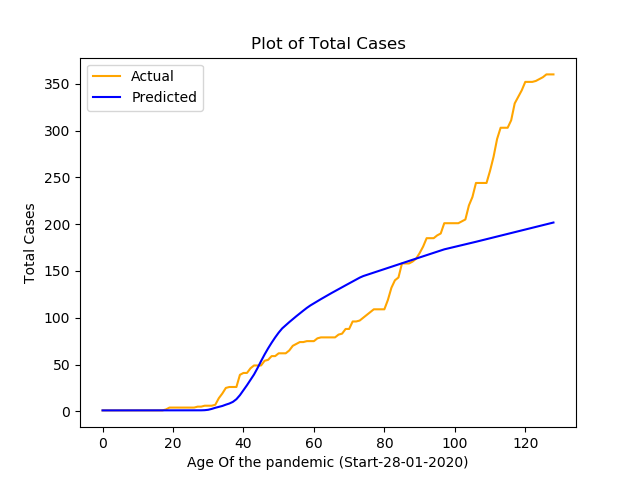 Plot of Total Cases
Actual
Predicted
350
300
250
200
150
100
50
0
Total Cases
0 20 40 60 80 100 120
Age Of the pandemic (Start-28-01-2020)